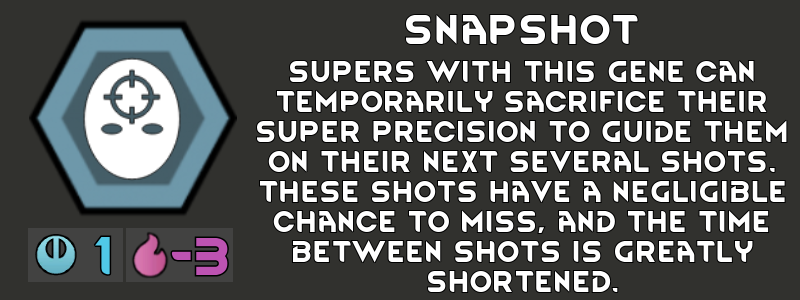 SNAPSHOT
SUPERS WITH THIS GENE CAN
TEMPORARILY SACRIFICE THEIR
SUPER PRECISION TO GUIDE THEM
ON THEIR NEXT SEVERAL SHOTS.
THESE SHOTS HAVE A NEGLIGIBLE
CHANCE TO MISS, AND THE TIME
BETWEEN SHOTS IS GREATLY
SHORTENED.
1 -3